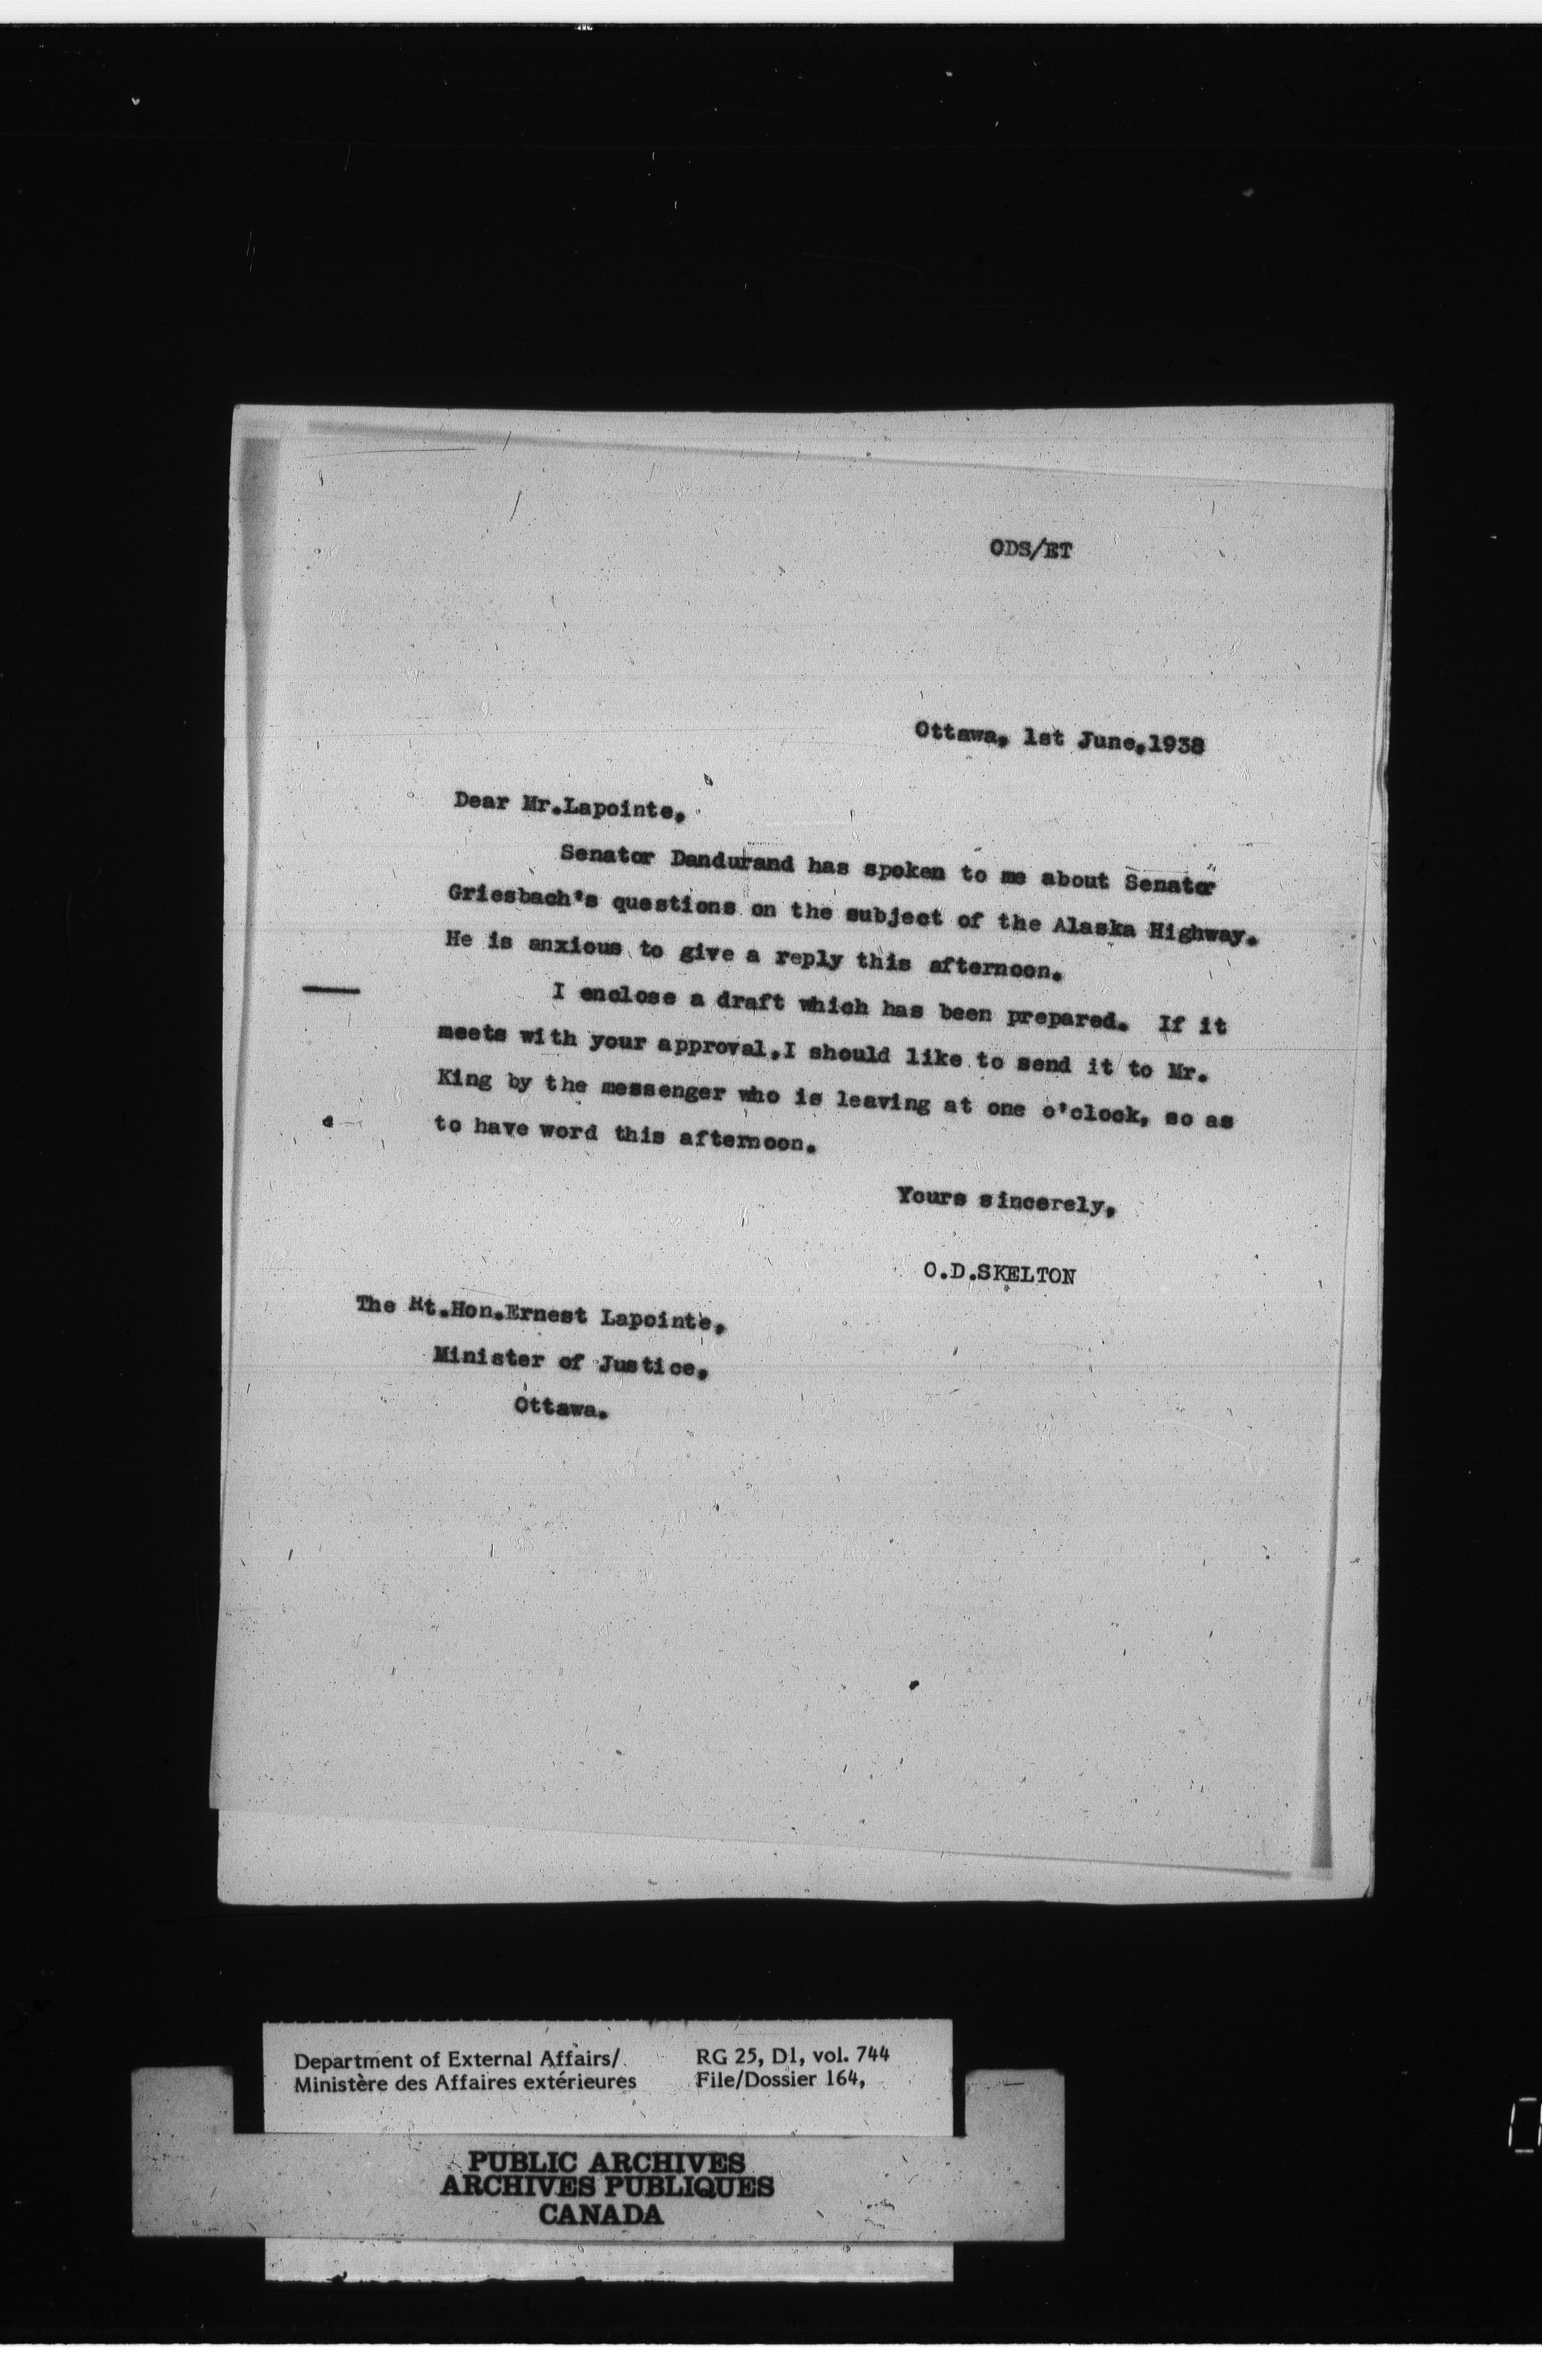 ODS/ET
Ottawa, 1st June,1938
Dear Mr.Lapointe,
Senator Dandurand has spoken to me about Senator
Griesbach's questions on the subject of the Alaska Highway.
He is anxious to give a reply this afternoon.
I enclose a draft which has been prepared. If it
meets with your approval,I should like to send it to Mr.
King by the messenger who is leaving at one o'clock, so as
to have word this afternoon.
Yours sincerely,
O.D.SKELTON
The Rt.Hon.Ernest Lapointe,
Minister of Justice,
Ottawa.
Department of External Affairs/ RG 25, D1, vol. 744
Ministère des Affaires extérieures File/Dossier 164,
PUBLIC ARCHIVES
ARCHIVES PUBLIQUES
CANADA